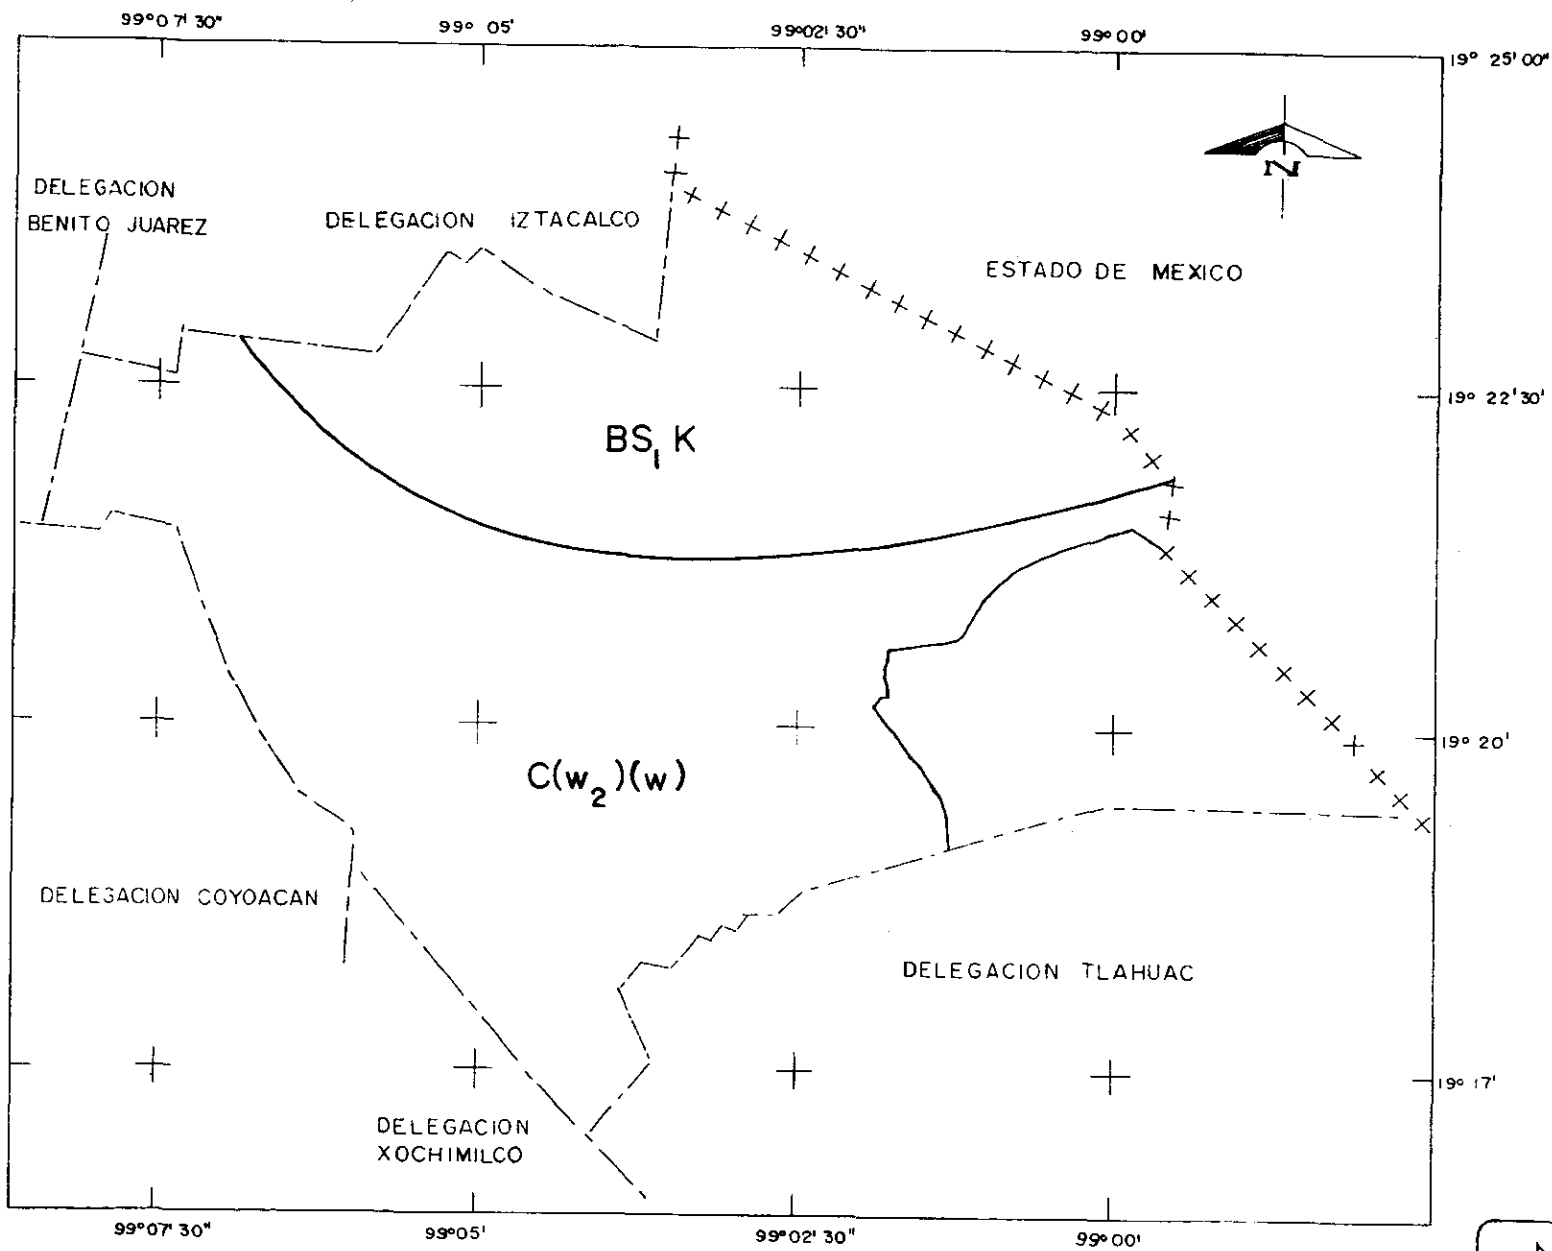 99°07'30" 99° 05' 99°02'30" 99°00'
19° 25'00"
N
DELEGACION
BENITO JUAREZ
DELEGACION IZTACALCO
ESTADO DE MEXICO
19° 22'30'
BS₁ K
19° 20'
C(w₂)(w)
DELEGACION COYOACAN
DELEGACION TLAHUAC
19° 17'
DELEGACION
XOCHIMILCO
99°07'30" 99°05' 99°02'30" 99°00'